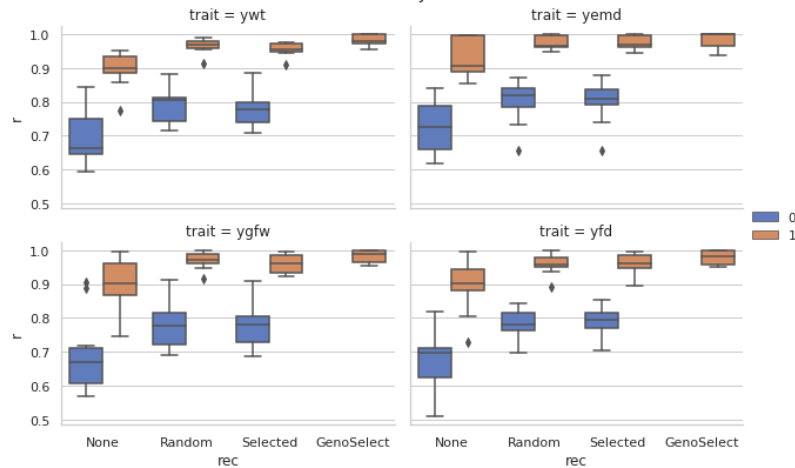 trait = ywt
trait = yemd
1.0
0.9
0.8
0.7
0.6
0.5
r
trait = ygfw
trait = yfd
0
1
1.0
0.9
0.8
0.7
0.6
0.5
r
None Random Selected GenoSelect
None Random Selected GenoSelect
rec
rec